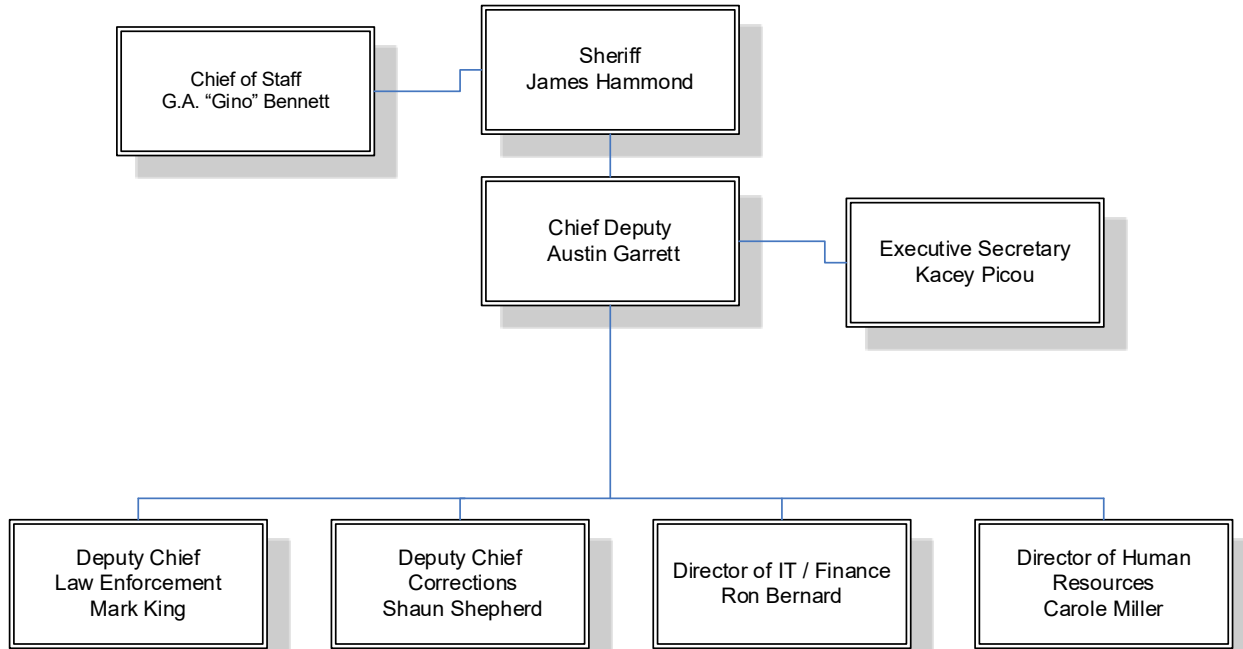 Sheriff
James Hammond
Chief of Staff
G.A. “Gino” Bennett
Chief Deputy
Austin Garrett
Executive Secretary
Kacey Picou
Deputy Chief
Law Enforcement
Mark King
Deputy Chief
Corrections
Shaun Shepherd
Director of IT / Finance
Ron Bernard
Director of Human
Resources
Carole Miller